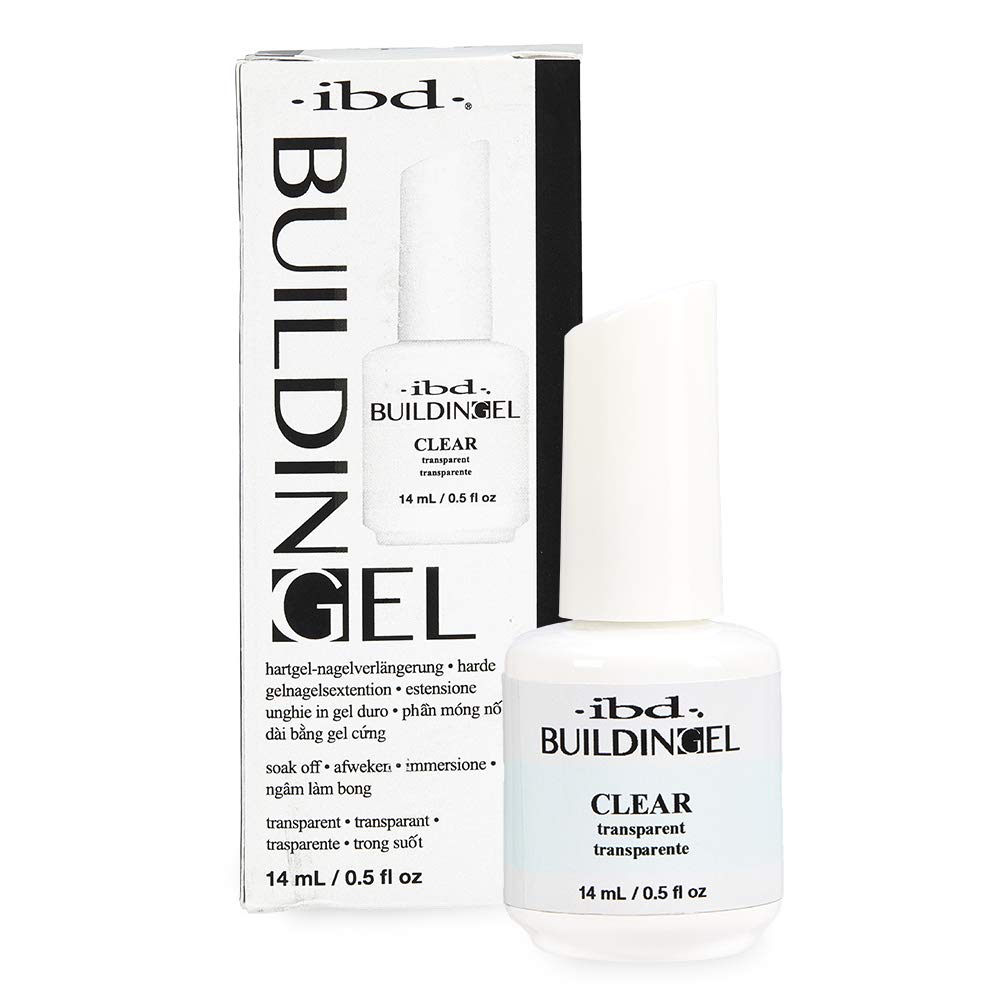 ·ibd·®
BUILDINGEL
·ibd·
BUILDINGEL
CLEAR
transparent
transparente
14 mL / 0.5 fl oz
hartgel-nagelverlängerung • harde
gelnagelsextention • estensione
unghie in gel duro • phần móng nố
dài bằng gel cứng
soak off • afweken • immersione •
ngâm làm bong
transparent • transparant •
trasparente • trong suốt
14 mL / 0.5 fl oz
·ibd·
BUILDINGEL
CLEAR
transparent
transparente
14 mL / 0.5 fl oz